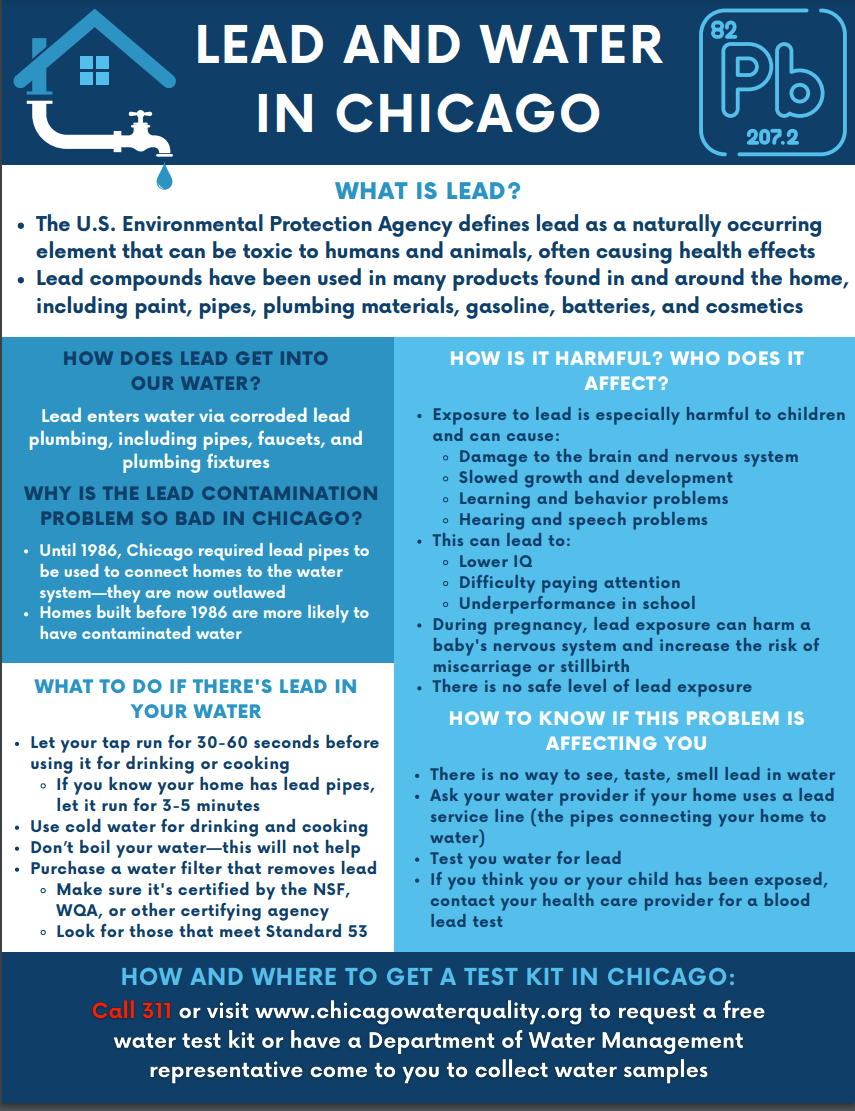 LEAD AND WATER
IN CHICAGO
82
Pb
207.2
WHAT IS LEAD?
• The U.S. Environmental Protection Agency defines lead as a naturally occurring
element that can be toxic to humans and animals, often causing health effects
• Lead compounds have been used in many products found in and around the home,
including paint, pipes, plumbing materials, gasoline, batteries, and cosmetics
HOW DOES LEAD GET INTO
OUR WATER?
Lead enters water via corroded lead
plumbing, including pipes, faucets, and
plumbing fixtures
WHY IS THE LEAD CONTAMINATION
PROBLEM SO BAD IN CHICAGO?
• Until 1986, Chicago required lead pipes to
be used to connect homes to the water
system—they are now outlawed
• Homes built before 1986 are more likely to
have contaminated water
WHAT TO DO IF THERE'S LEAD IN
YOUR WATER
• Let your tap run for 30-60 seconds before
using it for drinking or cooking
◦ If you know your home has lead pipes,
let it run for 3-5 minutes
• Use cold water for drinking and cooking
• Don't boil your water—this will not help
• Purchase a water filter that removes lead
◦ Make sure it's certified by the NSF,
WQA, or other certifying agency
◦ Look for those that meet Standard 53
HOW IS IT HARMFUL? WHO DOES IT
AFFECT?
• Exposure to lead is especially harmful to children
and can cause:
◦ Damage to the brain and nervous system
◦ Slowed growth and development
◦ Learning and behavior problems
◦ Hearing and speech problems
• This can lead to:
◦ Lower IQ
◦ Difficulty paying attention
◦ Underperformance in school
• During pregnancy, lead exposure can harm a
baby's nervous system and increase the risk of
miscarriage or stillbirth
• There is no safe level of lead exposure
HOW TO KNOW IF THIS PROBLEM IS
AFFECTING YOU
• There is no way to see, taste, smell lead in water
• Ask your water provider if your home uses a lead
service line (the pipes connecting your home to
water)
• Test you water for lead
• If you think you or your child has been exposed,
contact your health care provider for a blood
lead test
HOW AND WHERE TO GET A TEST KIT IN CHICAGO:
Call 311 or visit www.chicagowaterquality.org to request a free
water test kit or have a Department of Water Management
representative come to you to collect water samples